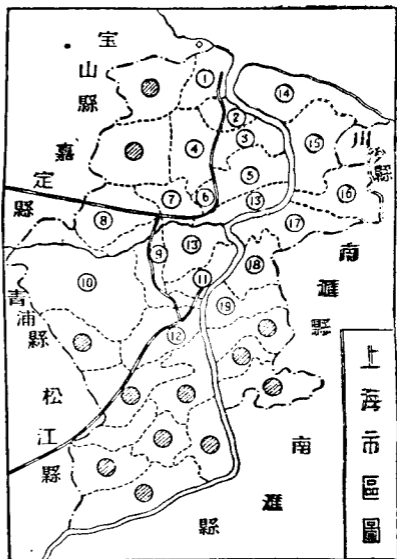 上海市區圖
宝山縣
嘉定縣
青浦縣
松江縣
川沙縣
南滙縣
南滙縣
①
②
③
④
⑤
⑥
⑦
⑧
⑨
⑩
⑪
⑫
⑬
⑬
⑭
⑮
⑯
⑰
⑱
⑲